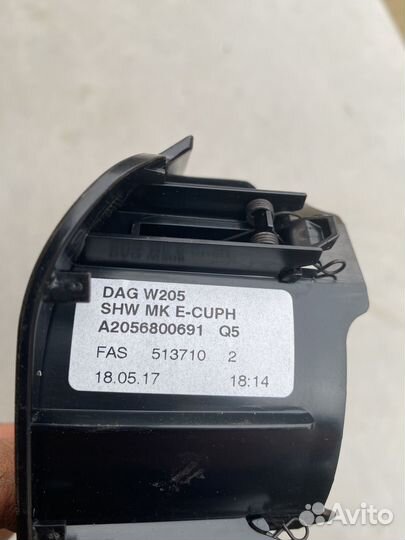 DAG W205
SHW MK E-CUPH
A2056800691 Q5
FAS 513710 2
18.05.17 18:14
Avito